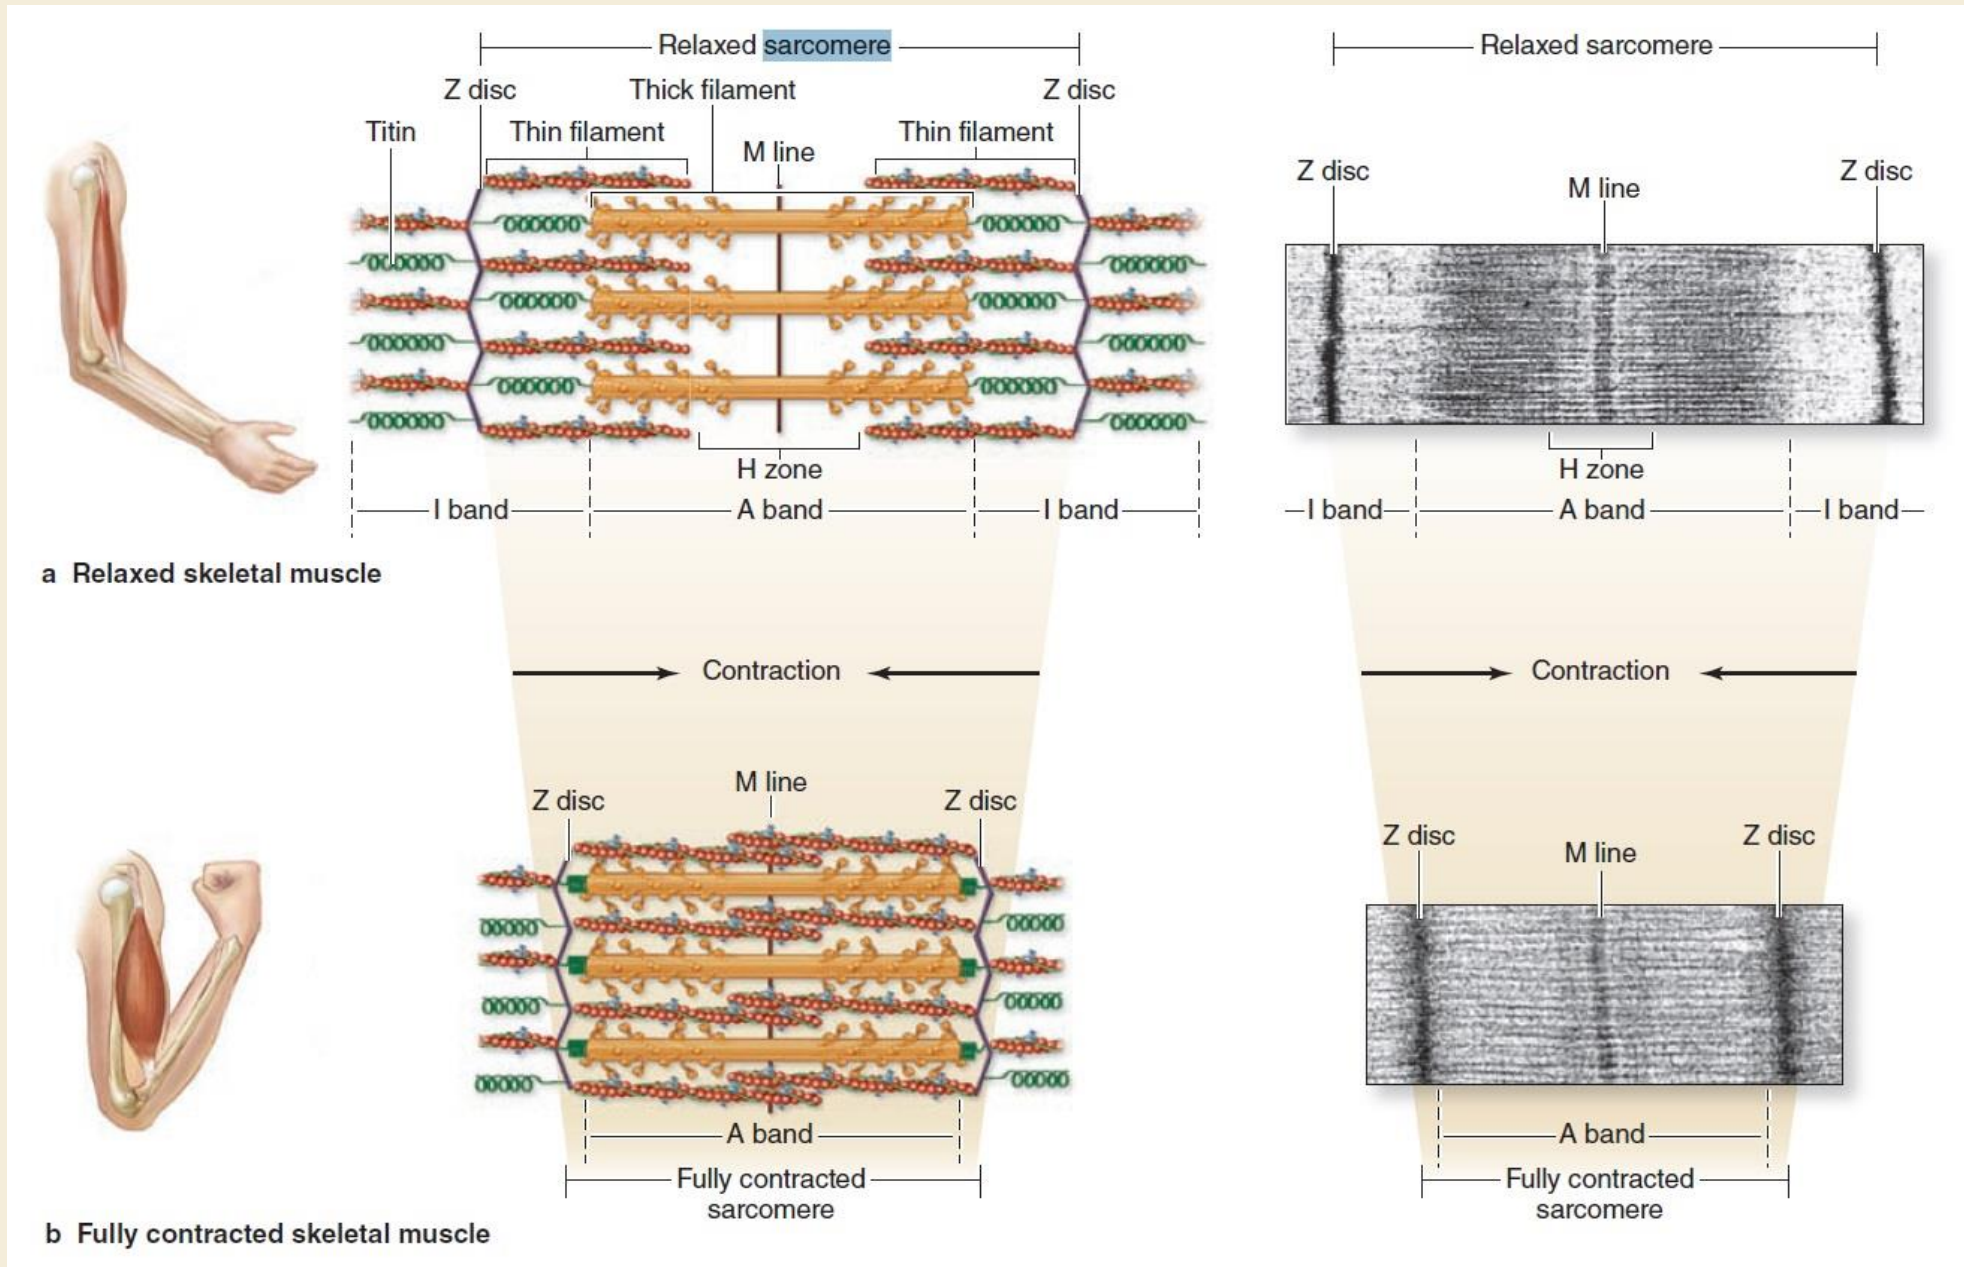 Relaxed sarcomere
Z disc
Thick filament
Z disc
Titin
Thin filament
M line
Thin filament
H zone
I band
A band
I band
a Relaxed skeletal muscle
Relaxed sarcomere
Z disc
M line
Z disc
H zone
I band
A band
I band
Contraction
Contraction
Z disc
M line
Z disc
A band
Fully contracted
sarcomere
b Fully contracted skeletal muscle
Z disc
M line
Z disc
A band
Fully contracted
sarcomere